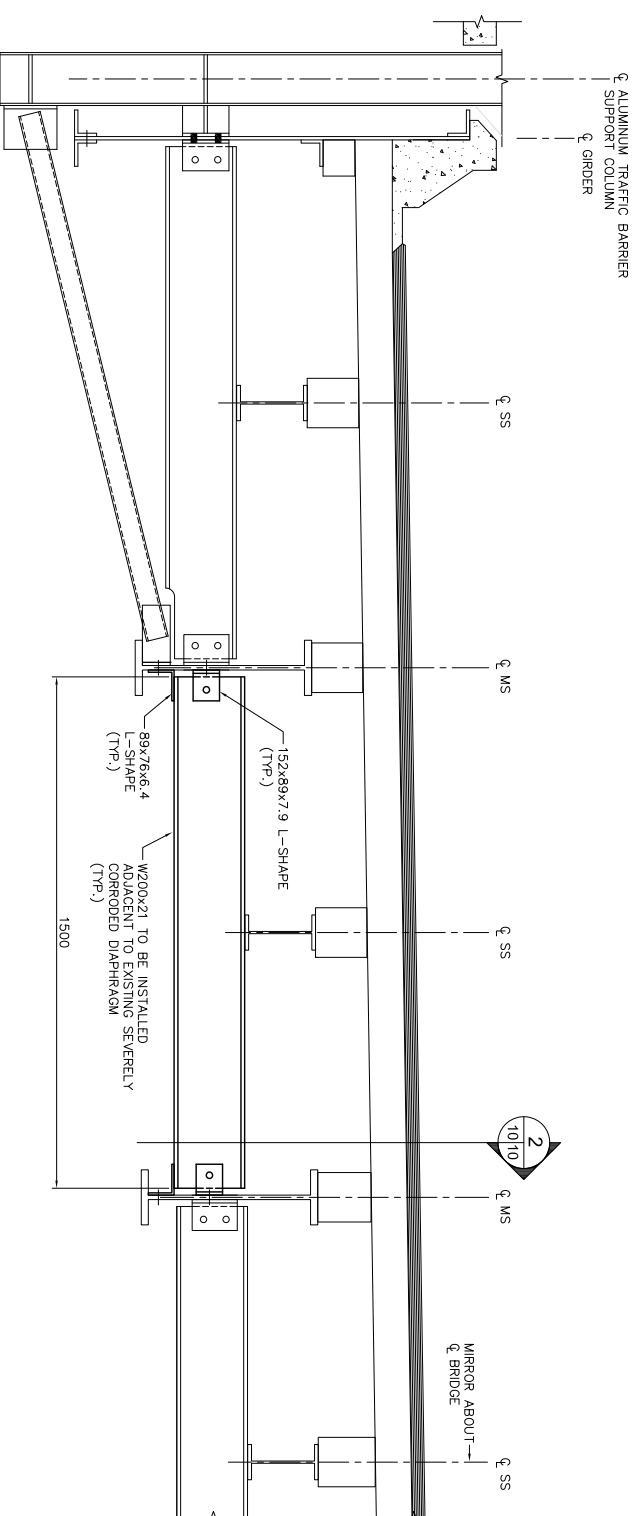 ℄ ALUMINUM TRAFFIC BARRIER
SUPPORT COLUMN
℄ GIRDER
℄ SS
℄ MS
℄ SS
2
10 10
℄ MS
MIRROR ABOUT
℄ BRIDGE
℄ SS
152x89x7.9 L-SHAPE
(TYP.)
89x76x6.4
L-SHAPE
(TYP.)
W200x21 TO BE INSTALLED
ADJACENT TO EXISTING SEVERELY
CORRODED DIAPHRAGM
(TYP.)
1500